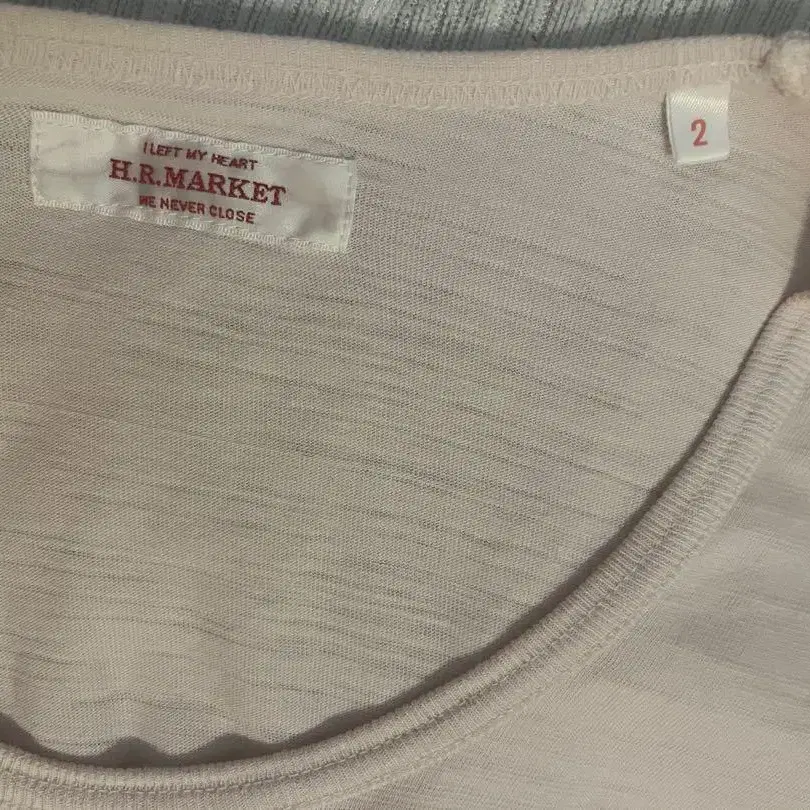 I LEFT MY HEART
H.R.MARKET
WE NEVER CLOSE
2